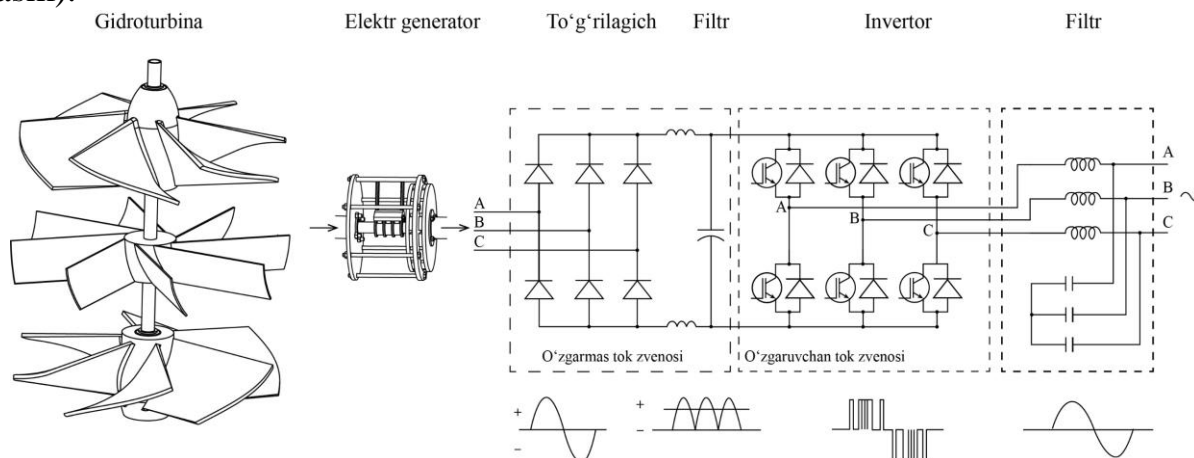 Gidroturbina Elektr generator To‘g‘rilagich Filtr Invertor Filtr
A
B
C
A
B
C
A
B
C
O‘zgarmas tok zvenosi O‘zgaruvchan tok zvenosi
+ +
– –